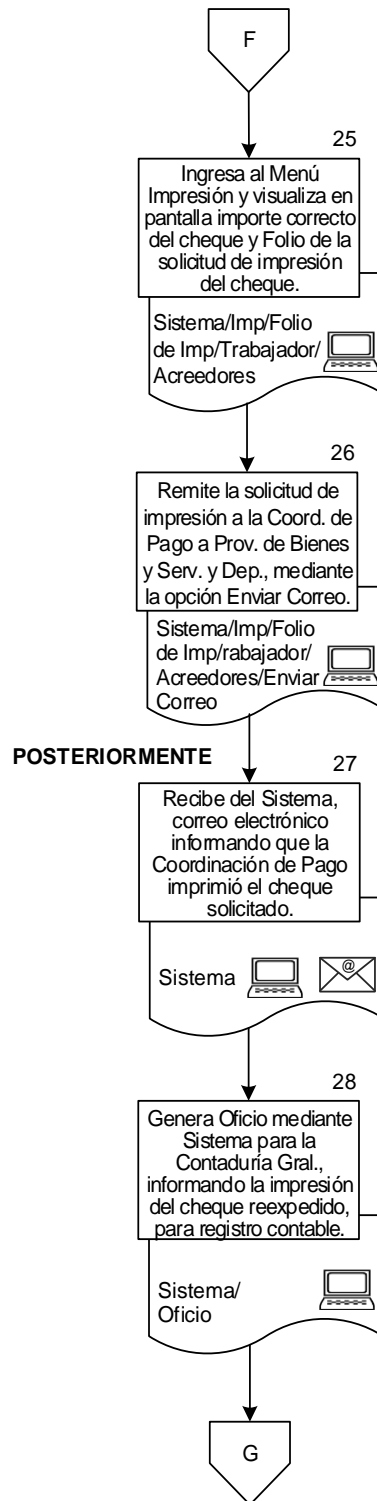 F
25
Ingresa al Menú
Impresión y visualiza en
pantalla importe correcto
del cheque y Folio de la
solicitud de impresión
del cheque.
Sistema/Imp/Folio
de Imp/Trabajador/
Acreedores
26
Remite la solicitud de
impresión a la Coord. de
Pago a Prov. de Bienes
y Serv. y Dep., mediante
la opción Enviar Correo.
Sistema/Imp/Folio
de Imp/rabajador/
Acreedores/Enviar
Correo
POSTERIORMENTE
27
Recibe del Sistema,
correo electrónico
informando que la
Coordinación de Pago
imprimió el cheque
solicitado.
Sistema
@
28
Genera Oficio mediante
Sistema para la
Contaduría Gral.,
informando la impresión
del cheque reexpedido,
para registro contable.
Sistema/
Oficio
G